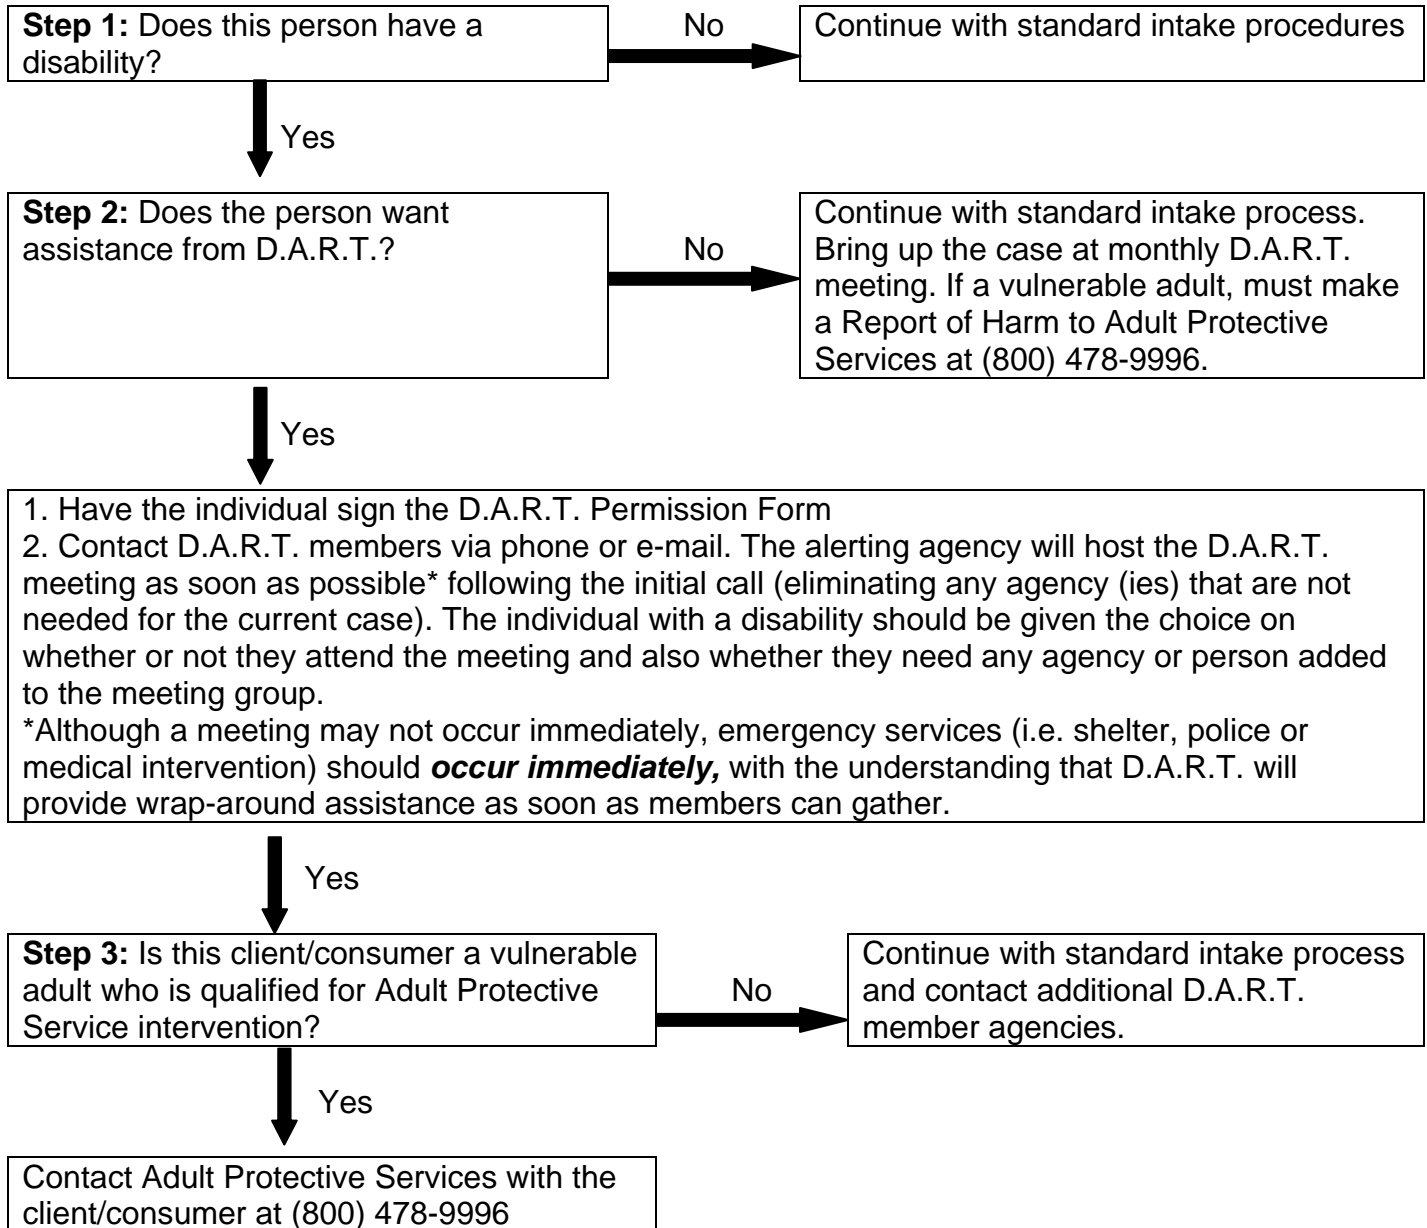 Step 1: Does this person have a
disability?
No
Continue with standard intake procedures
Yes
Step 2: Does the person want
assistance from D.A.R.T.?
No
Continue with standard intake process.
Bring up the case at monthly D.A.R.T.
meeting. If a vulnerable adult, must make
a Report of Harm to Adult Protective
Services at (800) 478-9996.
Yes
1. Have the individual sign the D.A.R.T. Permission Form
2. Contact D.A.R.T. members via phone or e-mail. The alerting agency will host the D.A.R.T.
meeting as soon as possible* following the initial call (eliminating any agency (ies) that are not
needed for the current case). The individual with a disability should be given the choice on
whether or not they attend the meeting and also whether they need any agency or person added
to the meeting group.
*Although a meeting may not occur immediately, emergency services (i.e. shelter, police or
medical intervention) should occur immediately, with the understanding that D.A.R.T. will
provide wrap-around assistance as soon as members can gather.
Yes
Step 3: Is this client/consumer a vulnerable
adult who is qualified for Adult Protective
Service intervention?
No
Continue with standard intake process
and contact additional D.A.R.T.
member agencies.
Yes
Contact Adult Protective Services with the
client/consumer at (800) 478-9996